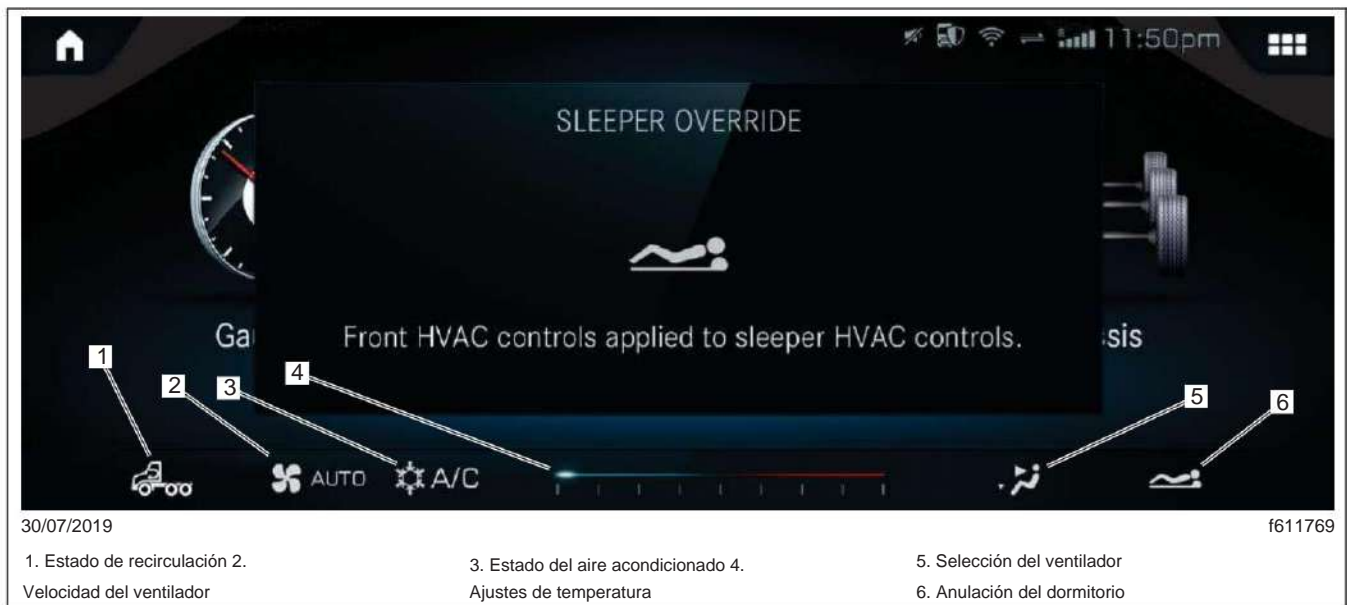 11:50pm
SLEEPER OVERRIDE
Front HVAC controls applied to sleeper HVAC controls.
Ga
sis
1
2
3
4
5
6
AUTO
A/C
30/07/2019
f611769
1. Estado de recirculación 2.
Velocidad del ventilador
3. Estado del aire acondicionado 4.
Ajustes de temperatura
5. Selección del ventilador
6. Anulación del dormitorio